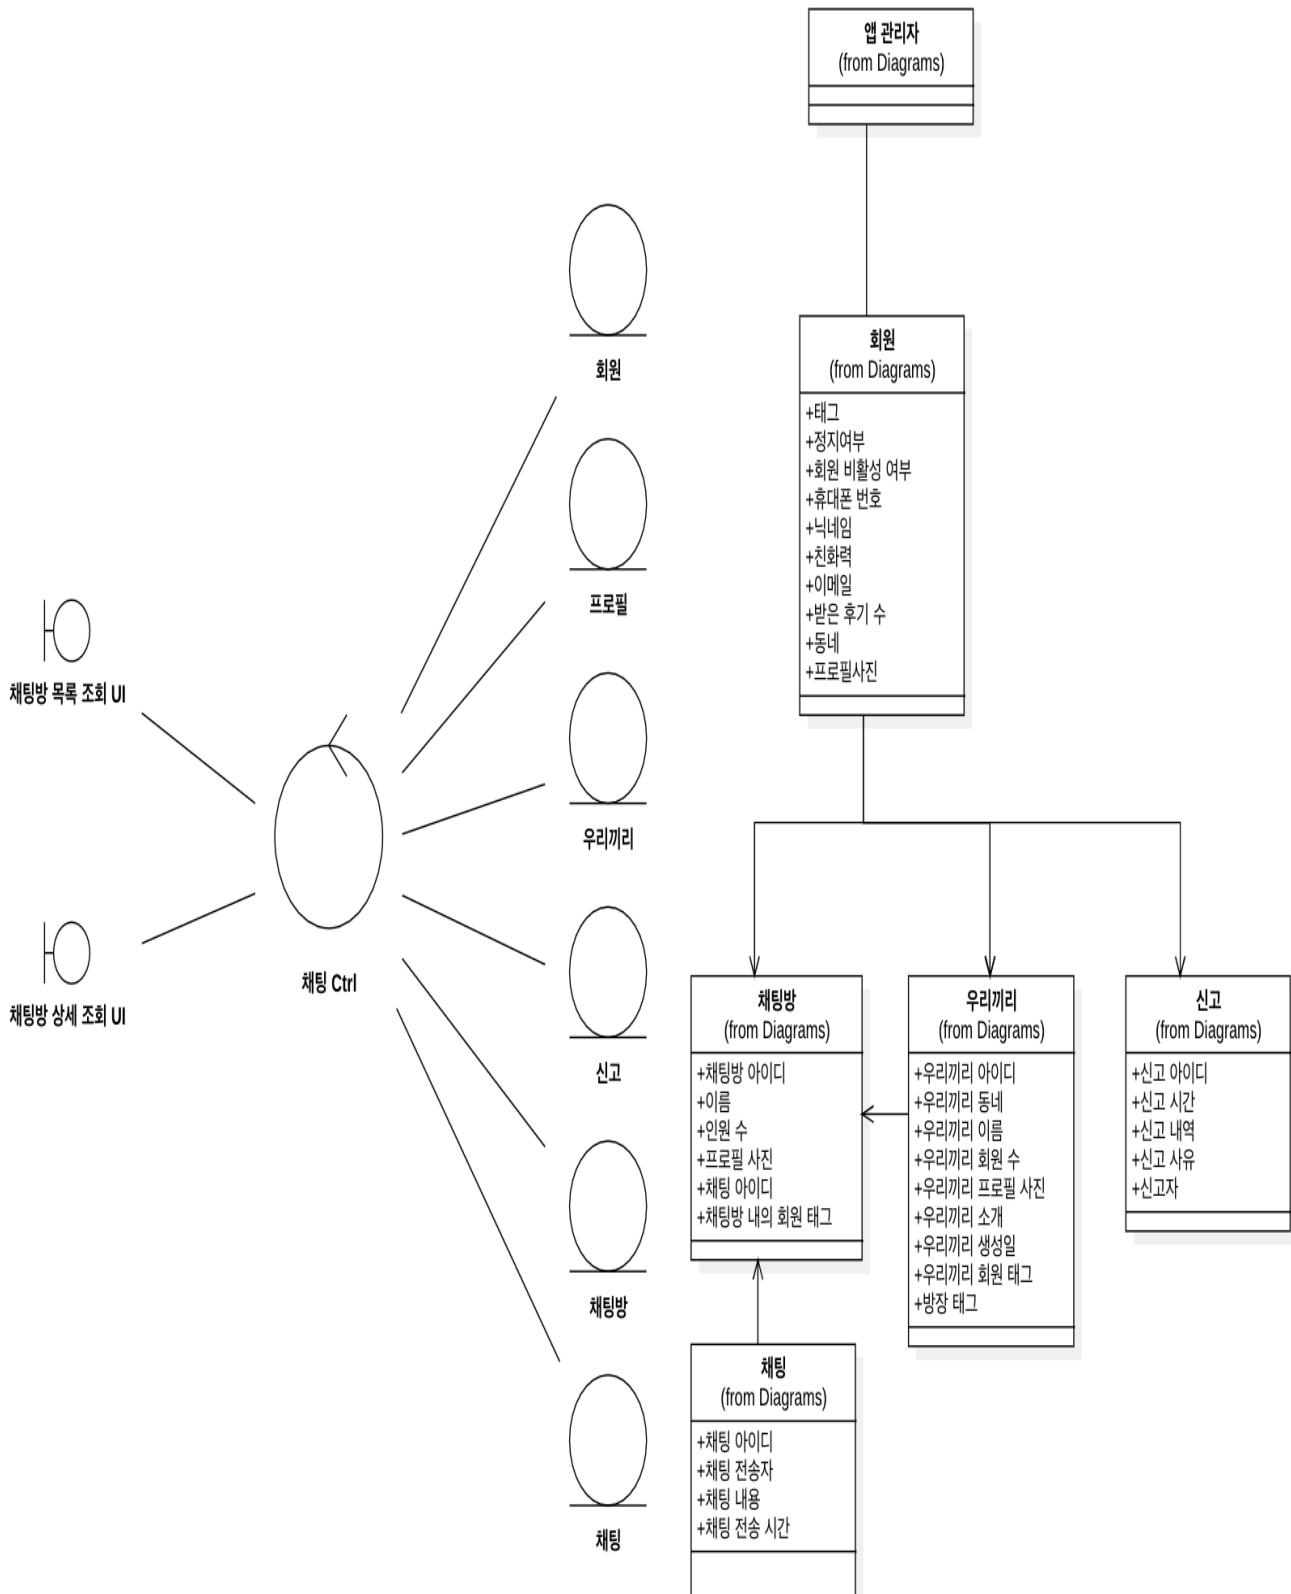 앱 관리자
(from Diagrams)
회원
프로필
우리끼리
신고
채팅방
채팅
채팅방 목록 조회 UI
채팅방 상세 조회 UI
채팅 Ctrl
회원
(from Diagrams)
+태그
+정지여부
+회원 비활성 여부
+휴대폰 번호
+닉네임
+친화력
+이메일
+받은 후기 수
+동네
+프로필사진
채팅방
(from Diagrams)
+채팅방 아이디
+이름
+인원 수
+프로필 사진
+채팅 아이디
+채팅방 내의 회원 태그
우리끼리
(from Diagrams)
+우리끼리 아이디
+우리끼리 동네
+우리끼리 이름
+우리끼리 회원 수
+우리끼리 프로필 사진
+우리끼리 소개
+우리끼리 생성일
+우리끼리 회원 태그
+방장 태그
신고
(from Diagrams)
+신고 아이디
+신고 시간
+신고 내역
+신고 사유
+신고자
채팅
(from Diagrams)
+채팅 아이디
+채팅 전송자
+채팅 내용
+채팅 전송 시간